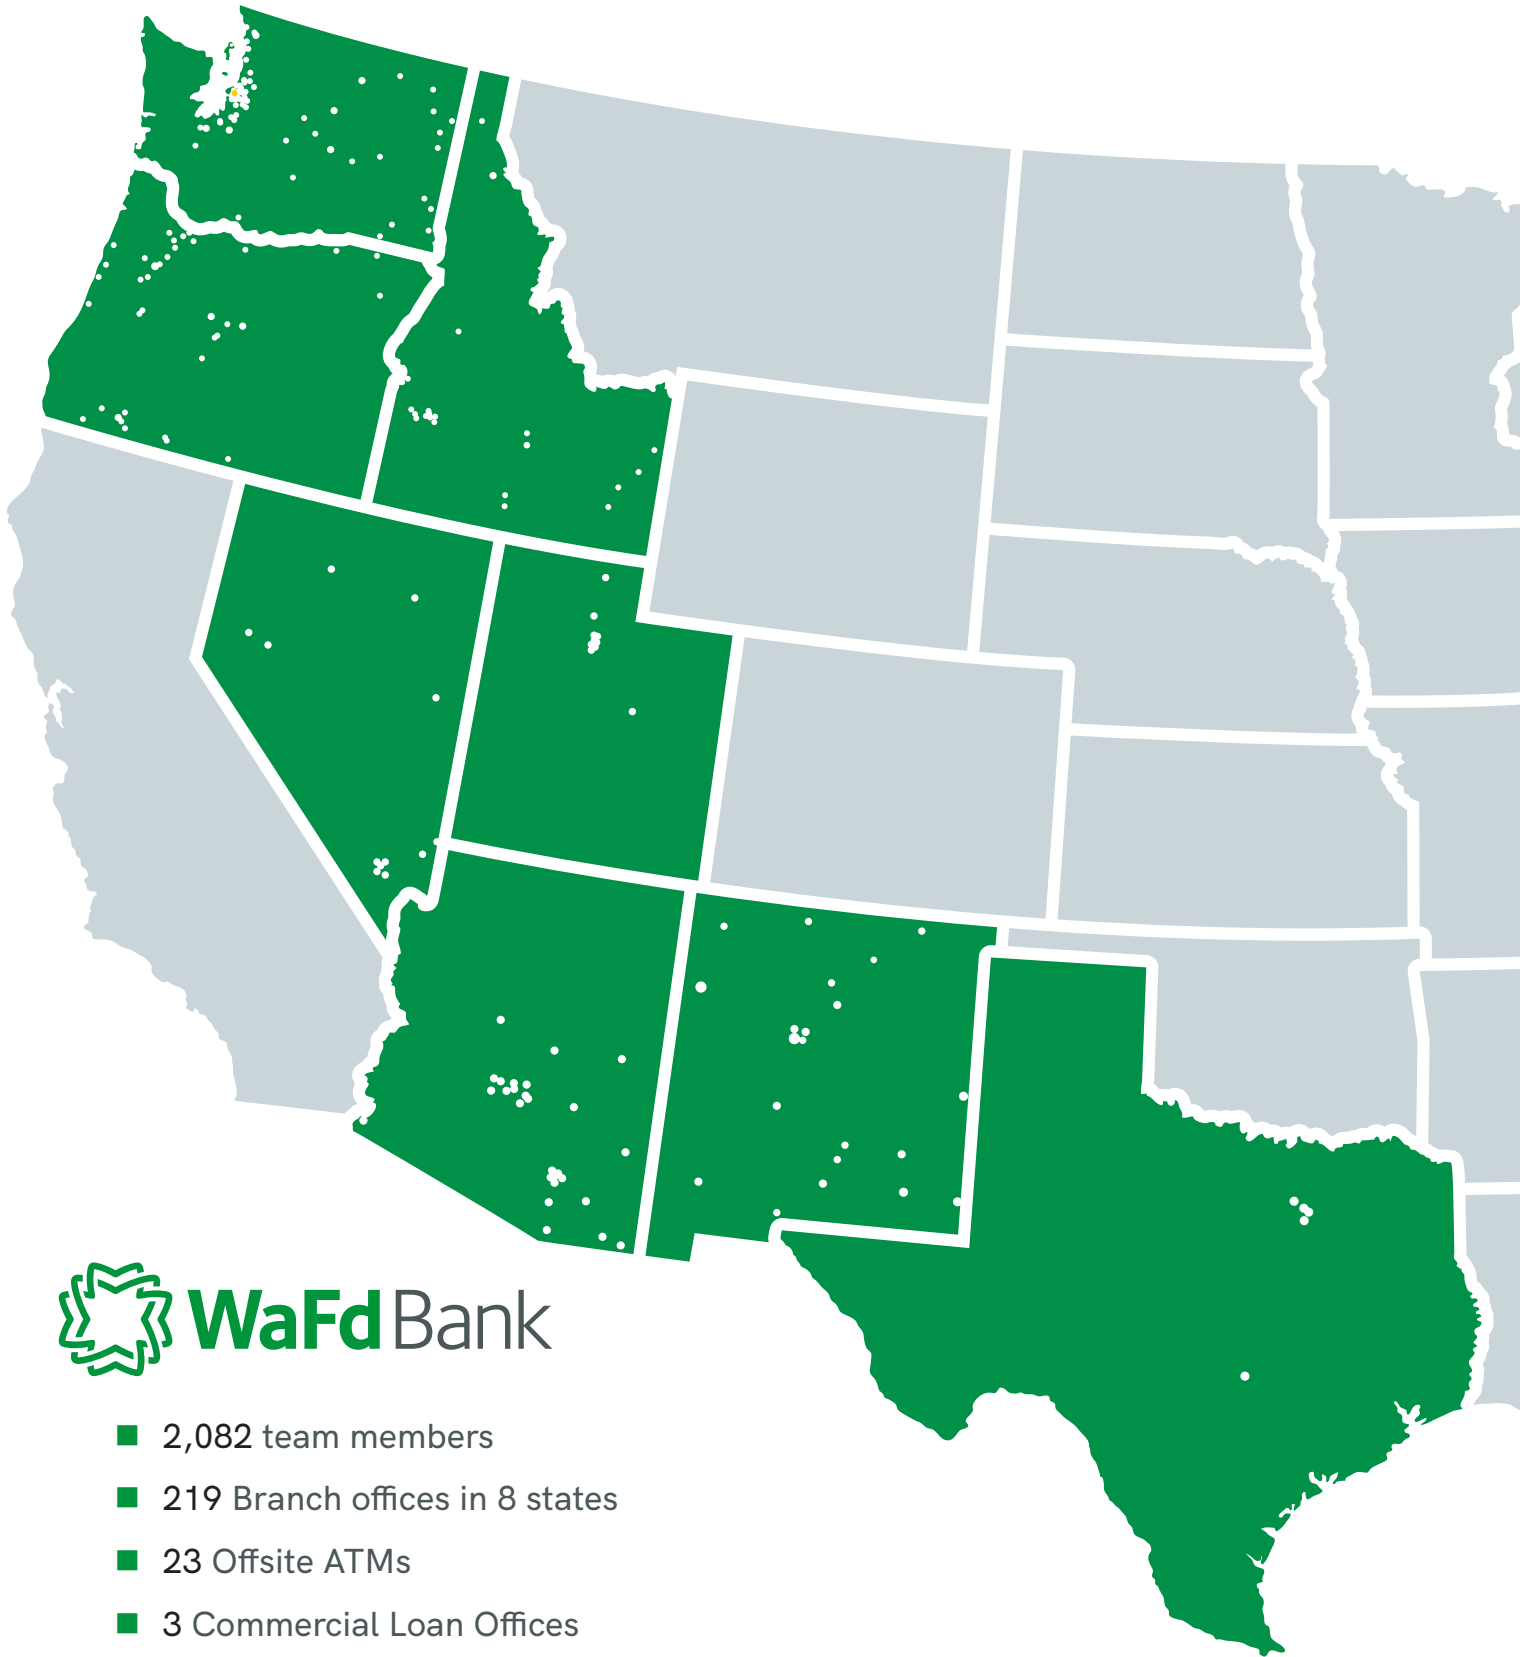 WaFd Bank
2,082 team members
219 Branch offices in 8 states
23 Offsite ATMs
3 Commercial Loan Offices